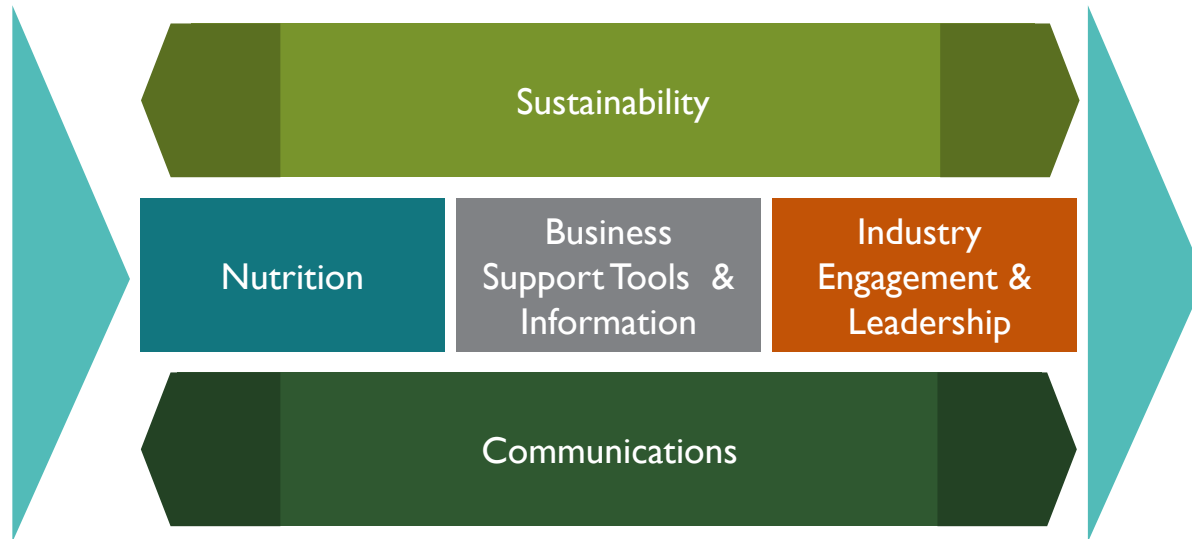 Sustainability
Nutrition
Business
Support Tools &
Information
Industry
Engagement &
Leadership
Communications